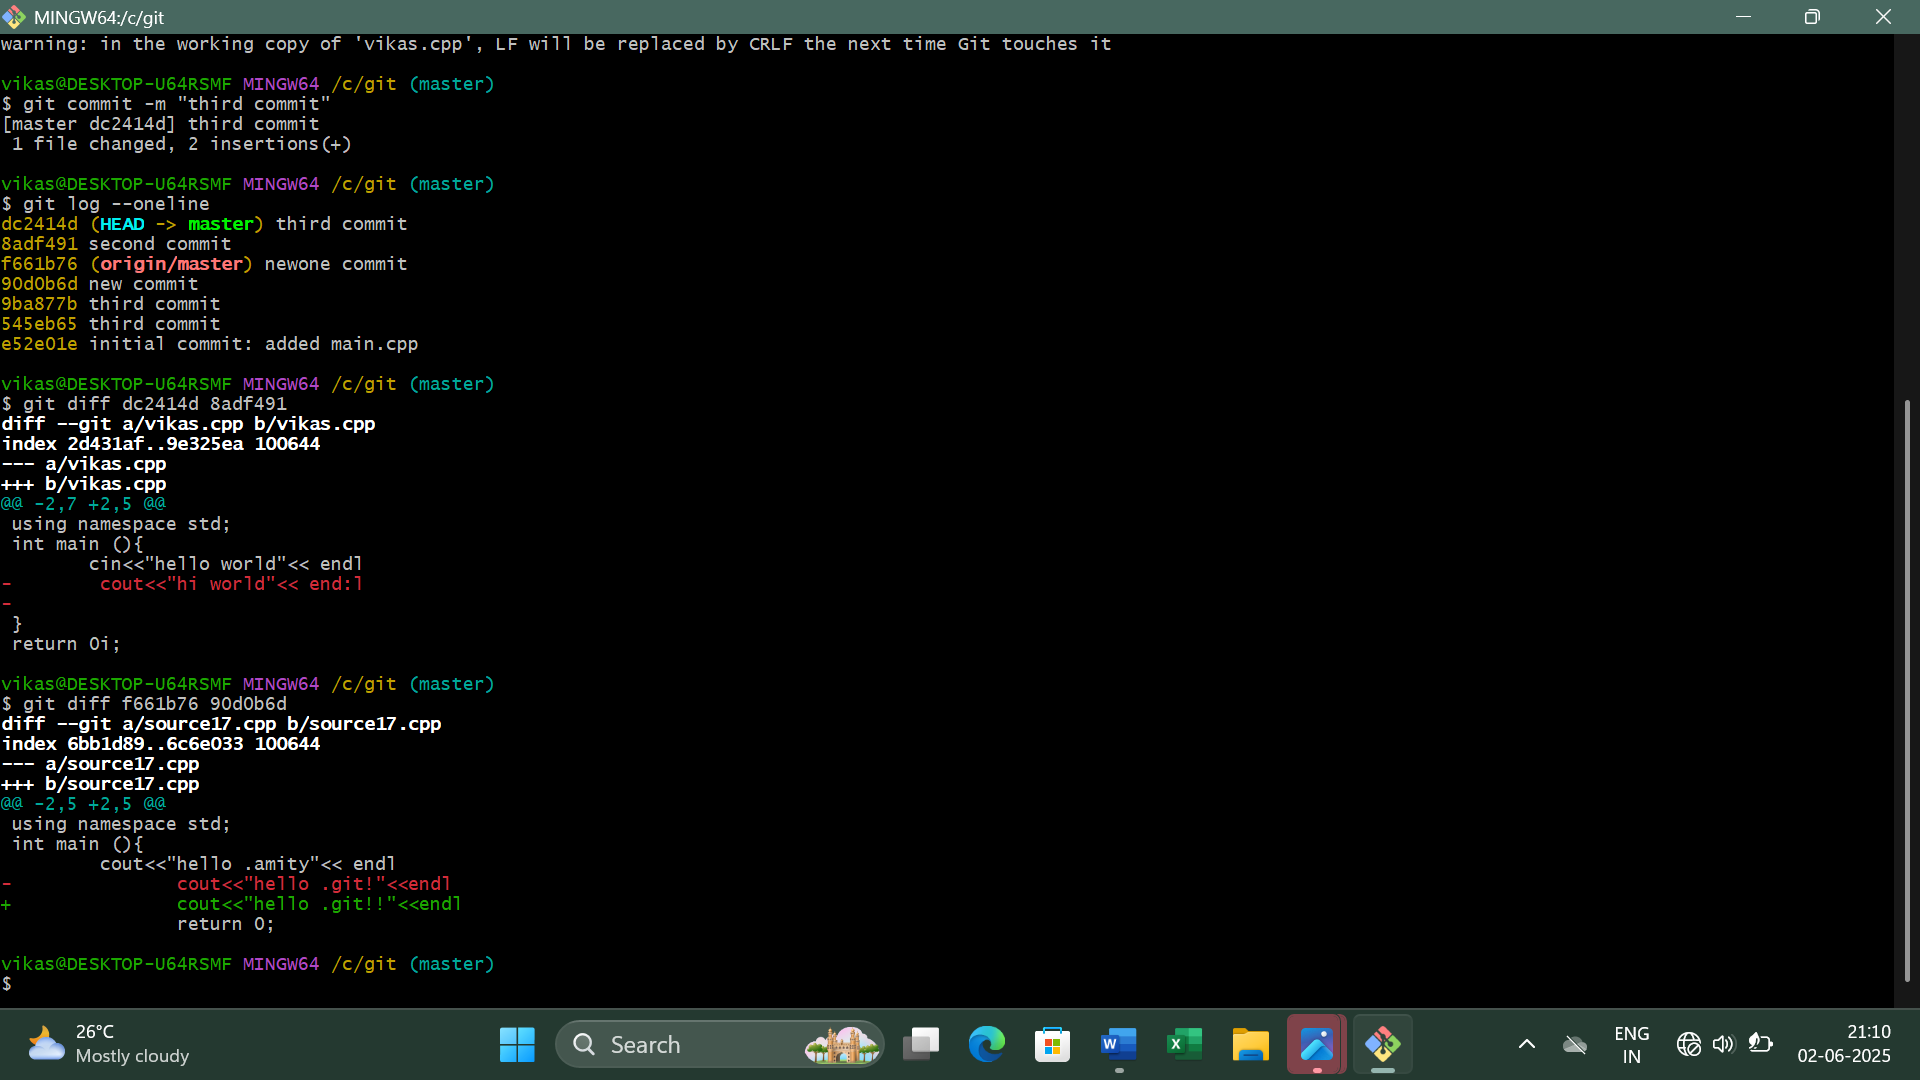 MINGW64:/c/git
warning: in the working copy of 'vikas.cpp', LF will be replaced by CRLF the next time Git touches it
vikas@DESKTOP-U64RSMF MINGW64 /c/git (master)
$ git commit -m "third commit"
[master dc2414d] third commit
 1 file changed, 2 insertions(+)
vikas@DESKTOP-U64RSMF MINGW64 /c/git (master)
$ git log --oneline
dc2414d (HEAD -> master) third commit
8adf491 second commit
f661b76 (origin/master) newone commit
90d0b6d new commit
9ba877b third commit
545eb65 third commit
e52e01e initial commit: added main.cpp
vikas@DESKTOP-U64RSMF MINGW64 /c/git (master)
$ git diff dc2414d 8adf491
diff --git a/vikas.cpp b/vikas.cpp
index 2d431af..9e325ea 100644
--- a/vikas.cpp
+++ b/vikas.cpp
@@ -2,7 +2,5 @@
 using namespace std;
 int main (){
        cin<<"hello world"<< endl
-        cout<<"hi world"<< end:l
-
 }
 return 0i;
vikas@DESKTOP-U64RSMF MINGW64 /c/git (master)
$ git diff f661b76 90d0b6d
diff --git a/source17.cpp b/source17.cpp
index 6bb1d89..6c6e033 100644
--- a/source17.cpp
+++ b/source17.cpp
@@ -2,5 +2,5 @@
 using namespace std;
 int main (){
         cout<<"hello .amity"<< endl
-               cout<<"hello .git!"<<endl
+               cout<<"hello .git!!"<<endl
                return 0;
vikas@DESKTOP-U64RSMF MINGW64 /c/git (master)
$
26°C
Mostly cloudy
Search
ENG
IN
21:10
02-06-2025